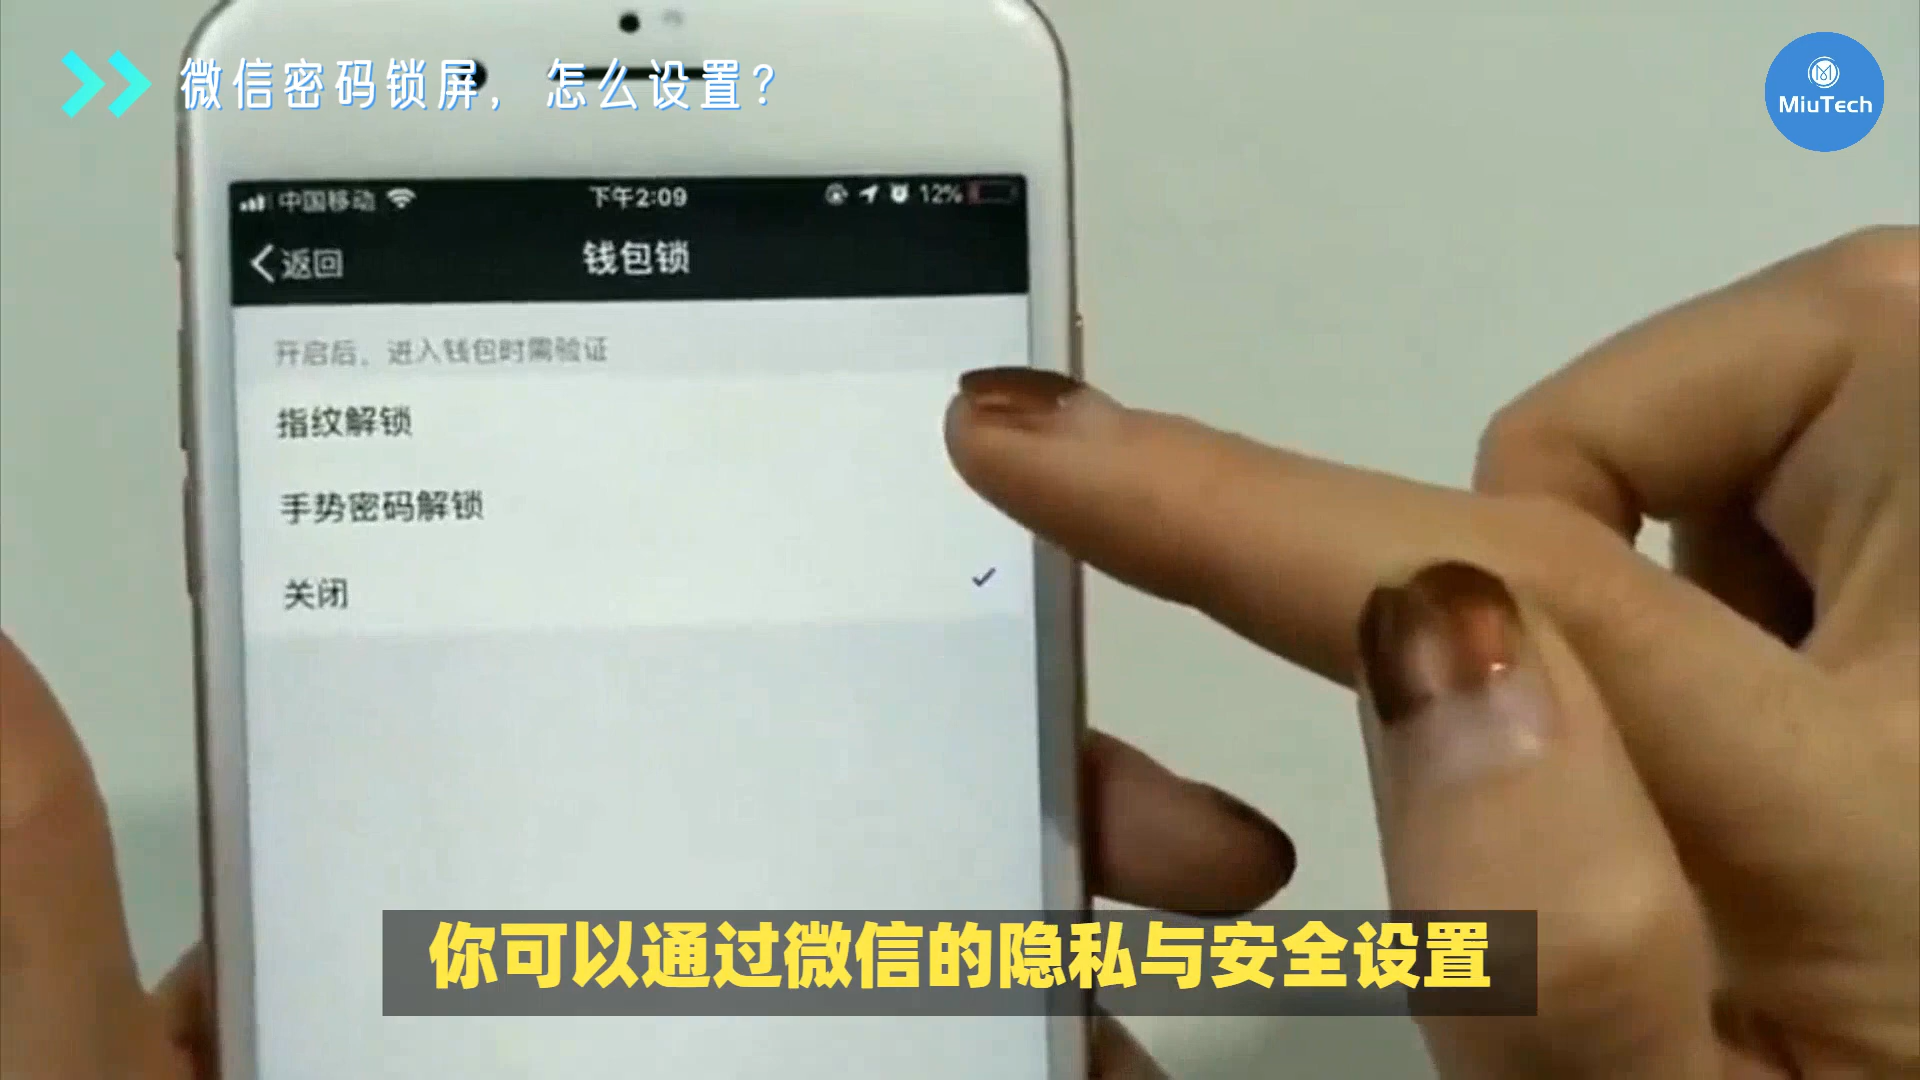 微信密码锁屏，怎么设置？
MiuTech
中国移动 下午2:09 12%
返回 钱包锁
开启后，进入钱包时需验证
指纹解锁
手势密码解锁
关闭
你可以通过微信的隐私与安全设置